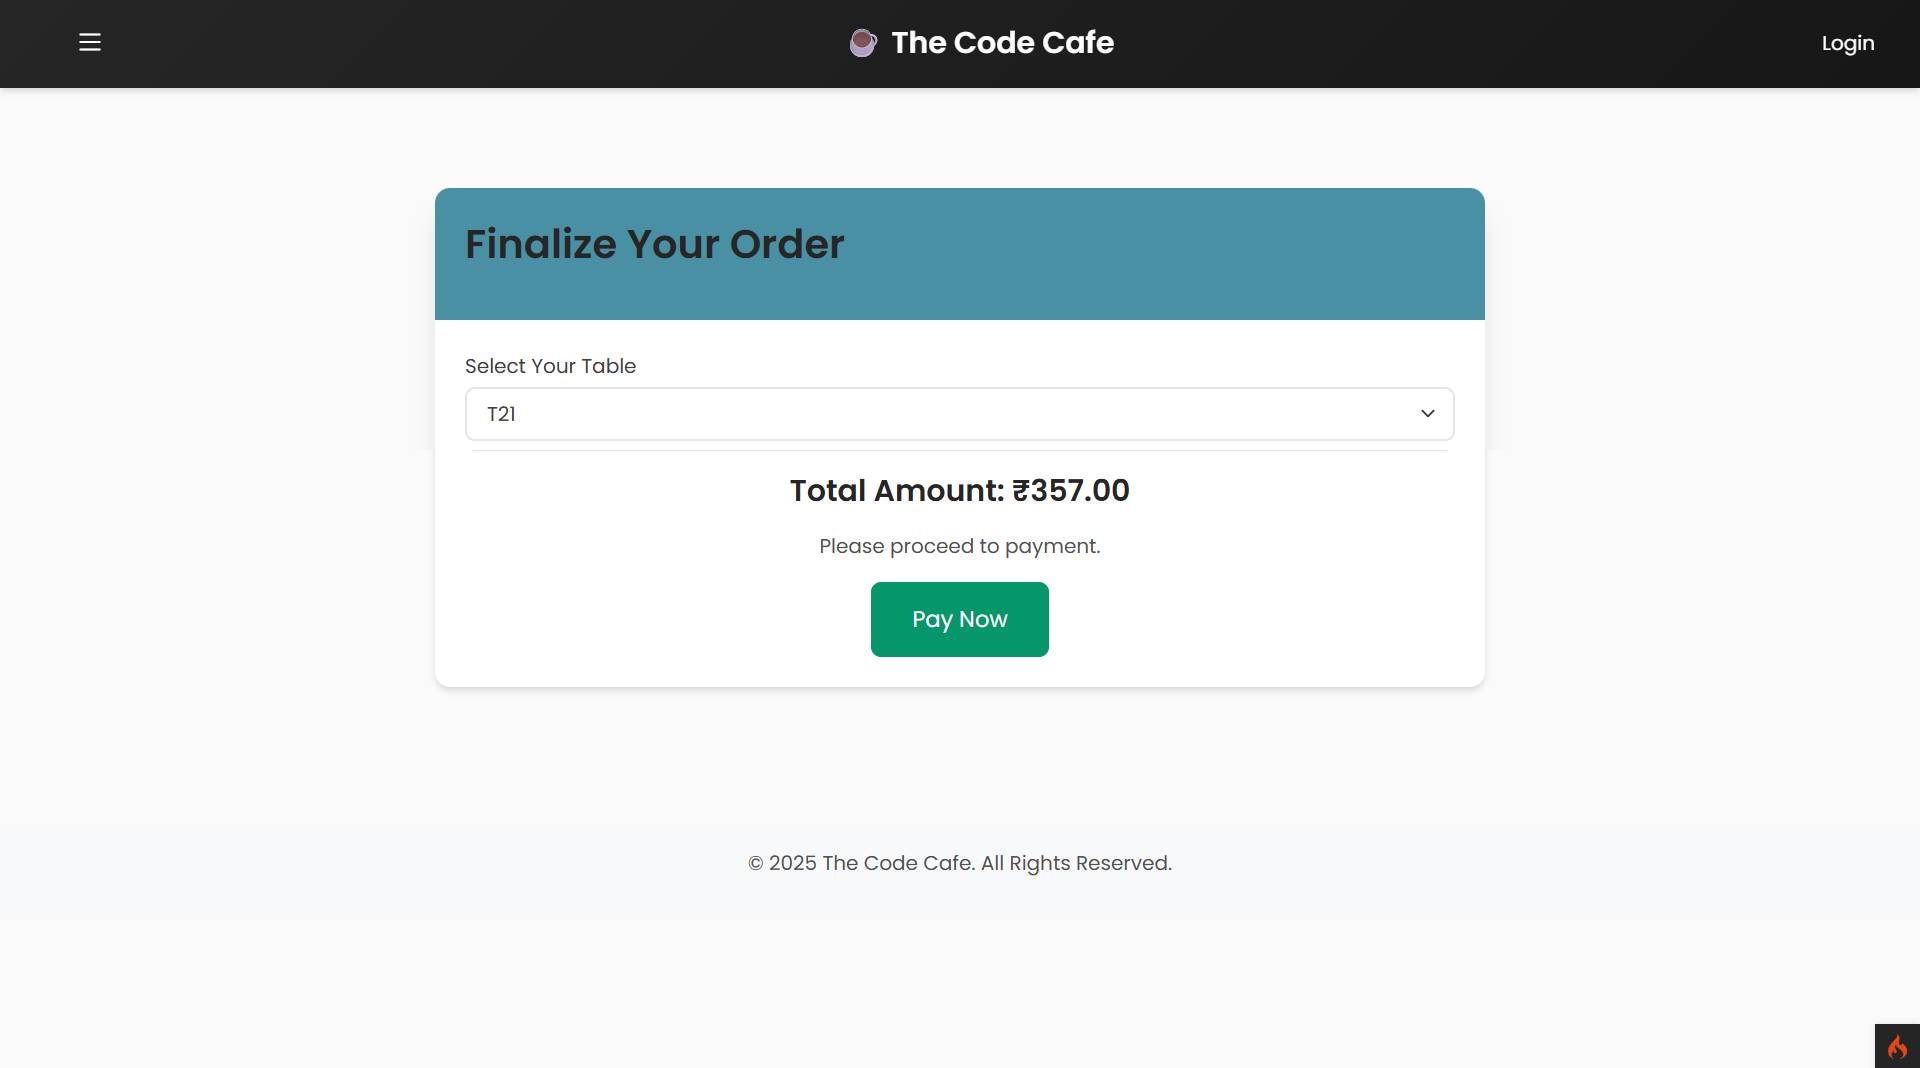 The Code Cafe
Login
Finalize Your Order
Select Your Table
T21
Total Amount: ₹357.00
Please proceed to payment.
Pay Now
© 2025 The Code Cafe. All Rights Reserved.